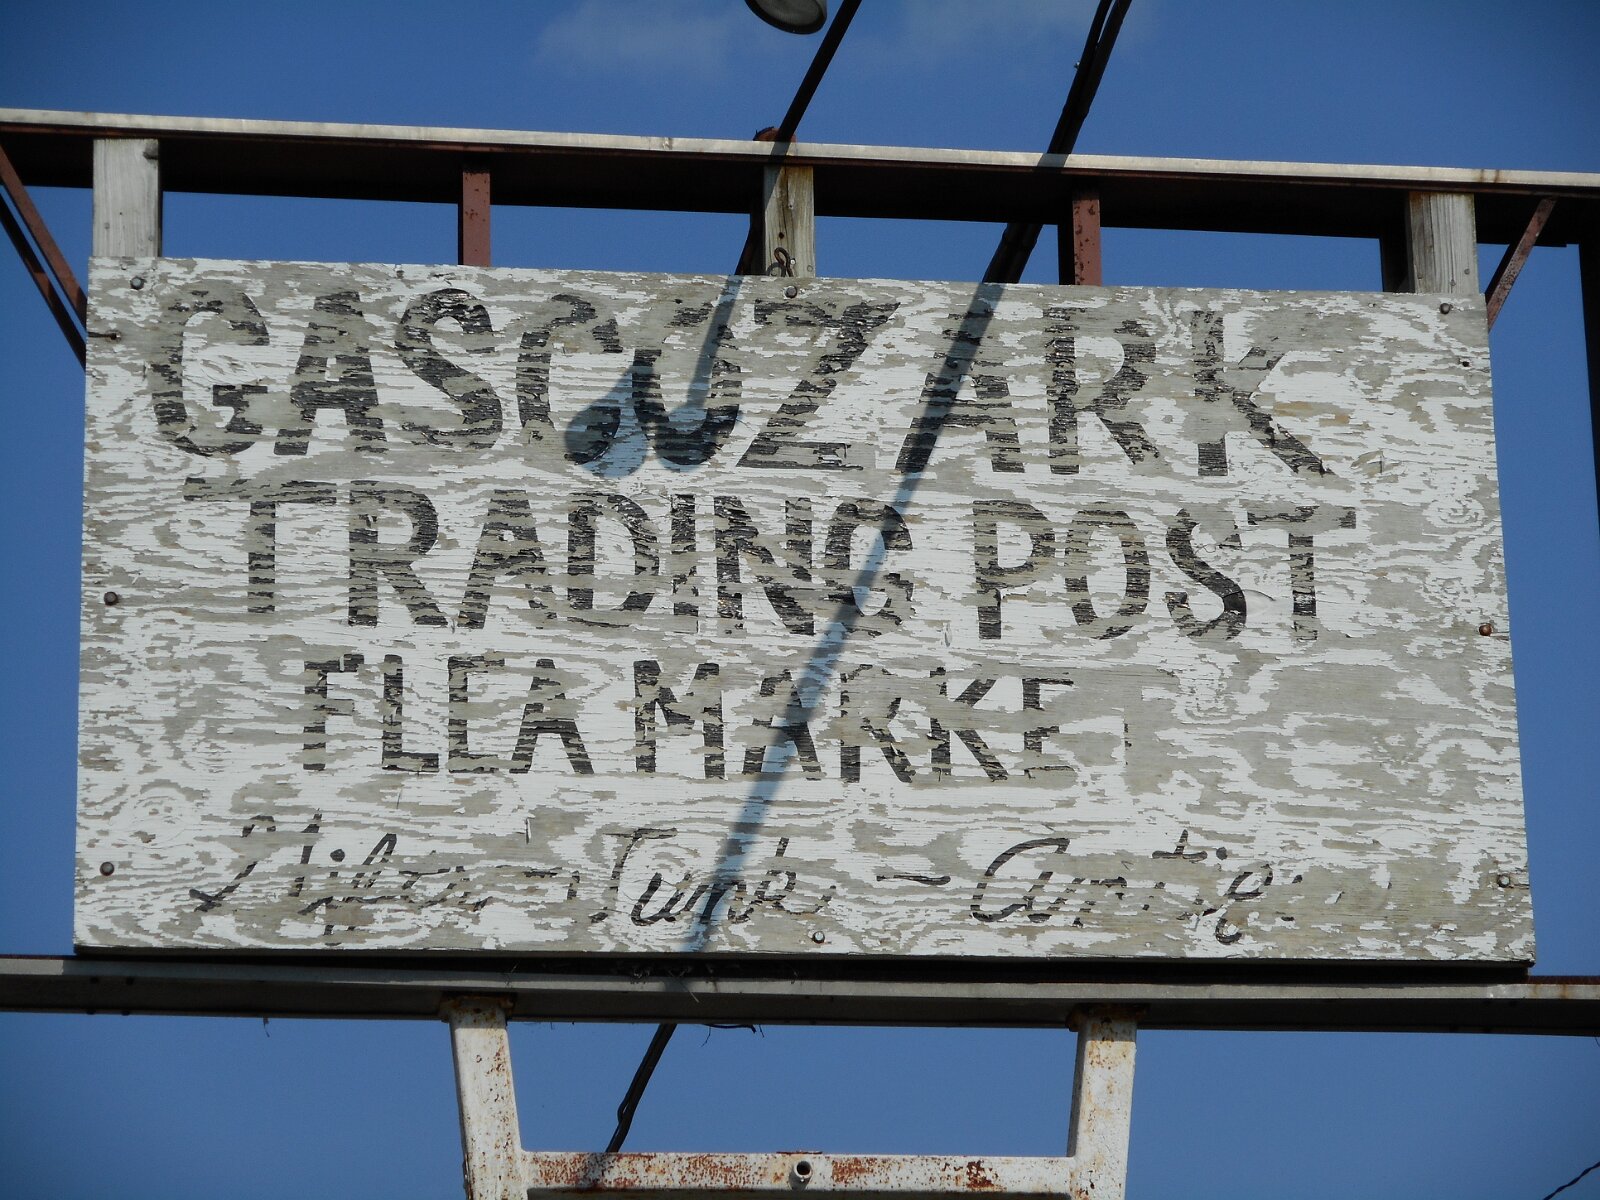 GASCOZARK
TRADING POST
FLEA MARKET
Gifts - Junk - Antiques